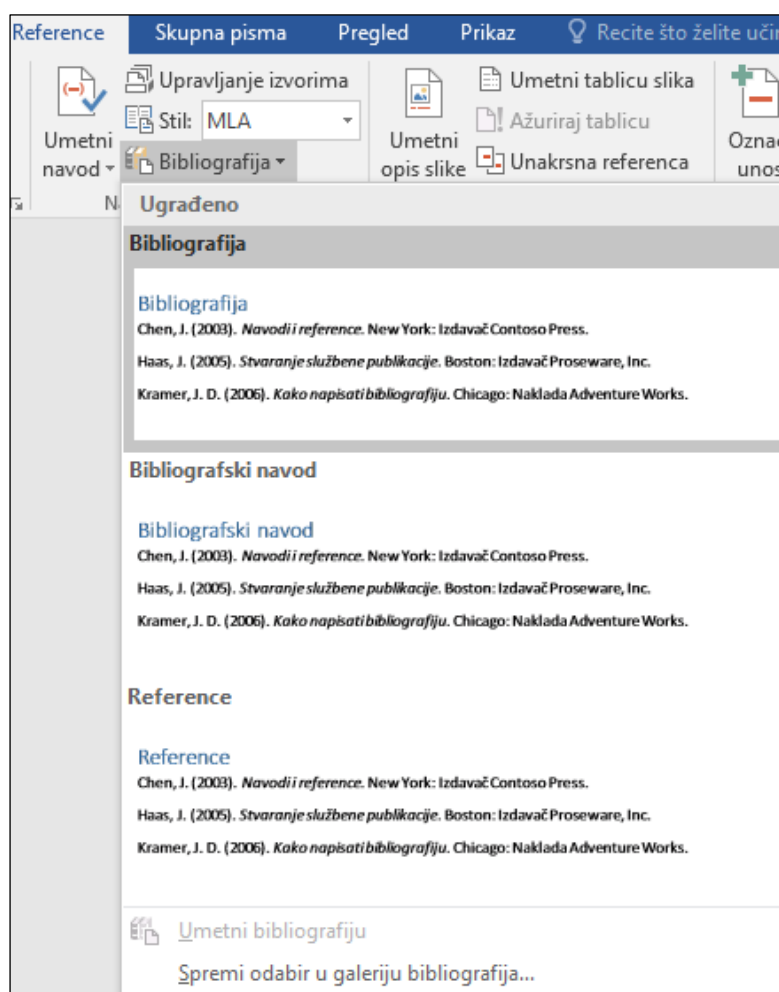 Reference Skupna pisma Pregled Prikaz Recite što želite učin
Upravljanje izvorima
Umetni tablicu slika
Stil: MLA
Ažuriraj tablicu
Umetni navod
Bibliografija
Umetni opis slike
Unakrsna referenca
Označ
unos
N
Ugrađeno
Bibliografija
Bibliografija
Chen, J. (2003). Navodi i reference. New York: Izdavač Contoso Press.
Haas, J. (2005). Stvaranje službene publikacije. Boston: Izdavač Proseware, Inc.
Kramer, J. D. (2006). Kako napisati bibliografiju. Chicago: Naklada Adventure Works.
Bibliografski navod
Bibliografski navod
Chen, J. (2003). Navodi i reference. New York: Izdavač Contoso Press.
Haas, J. (2005). Stvaranje službene publikacije. Boston: Izdavač Proseware, Inc.
Kramer, J. D. (2006). Kako napisati bibliografiju. Chicago: Naklada Adventure Works.
Reference
Reference
Chen, J. (2003). Navodi i reference. New York: Izdavač Contoso Press.
Haas, J. (2005). Stvaranje službene publikacije. Boston: Izdavač Proseware, Inc.
Kramer, J. D. (2006). Kako napisati bibliografiju. Chicago: Naklada Adventure Works.
Umetni bibliografiju
Spremi odabir u galeriju bibliografija...